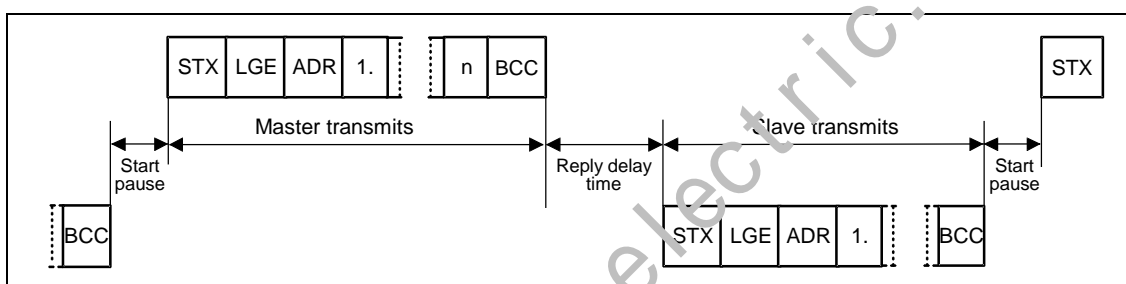 STX LGE ADR 1. n BCC STX
Master transmits Slave transmits
Start pause Reply delay time Start pause
BCC STX LGE ADR 1. BCC
electric.